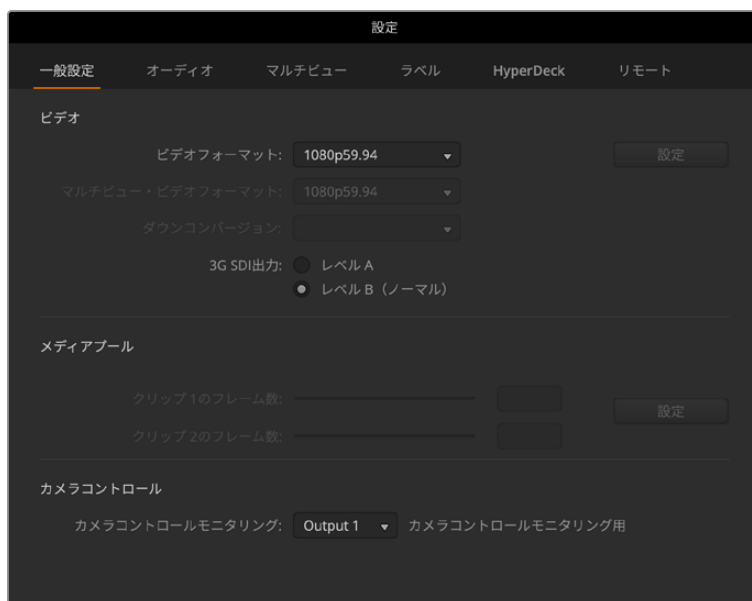 設定
一般設定 オーディオ マルチビュー ラベル HyperDeck リモート
ビデオ
ビデオフォーマット: 1080p59.94 設定
マルチビュー・ビデオフォーマット: 1080p59.94
ダウンコンバージョン:
3G SDI出力: レベル A
レベル B（ノーマル）
メディアプール
クリップ 1のフレーム数:
設定
クリップ 2のフレーム数:
カメラコントロール
カメラコントロールモニタリング: Output 1 カメラコントロールモニタリング用